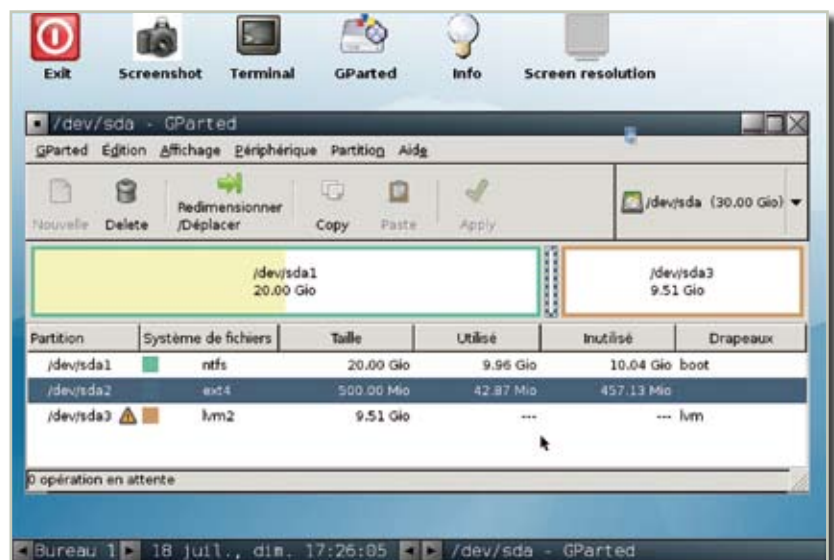 Exit Screenshot Terminal GParted Info Screen resolution
/dev/sda - GParted
GParted Édition Affichage Périphérique Partition Aide
Nouvelle Delete Redimensionner
/Déplacer Copy Paste Apply /dev/sda (30.00 Gio)
/dev/sda1
20.00 Gio
/dev/sda3
9.51 Gio
Partition Système de fichiers Taille Utilisé Inutilisé Drapeaux
/dev/sda1 ntfs 20.00 Gio 9.96 Gio 10.04 Gio boot
/dev/sda2 ext4 500.00 Mio 42.87 Mio 457.13 Mio
/dev/sda3 lvm2 9.51 Gio --- --- lvm
0 opération en attente
Bureau 1 18 juil., dim. 17:26:05 /dev/sda - GParted